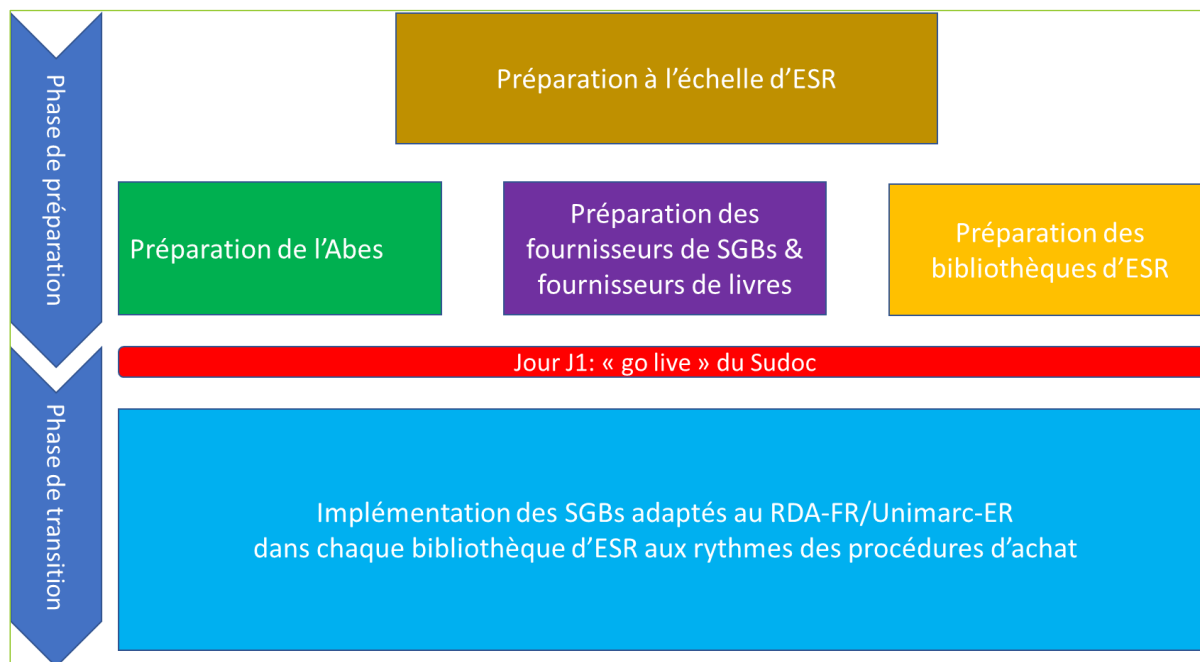 Phase de préparation
Préparation à l’échelle d’ESR
Préparation de l’Abes
Préparation des
fournisseurs de SGBs &
fournisseurs de livres
Préparation des
bibliothèques d’ESR
Jour J1: « go live » du Sudoc
Phase de transition
Implémentation des SGBs adaptés au RDA-FR/Unimarc-ER
dans chaque bibliothèque d’ESR aux rythmes des procédures d’achat